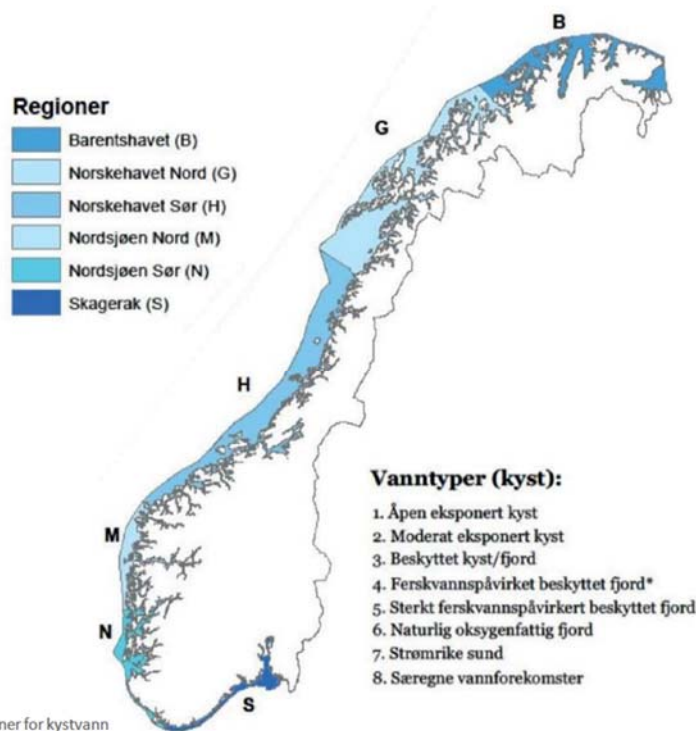 B
Regioner
Barentshavet (B)
Norskehavet Nord (G)
Norskehavet Sør (H)
Nordsjøen Nord (M)
Nordsjøen Sør (N)
Skagerak (S)
G
H
M
N
S
Vanntyper (kyst):
1. Åpen eksponert kyst
2. Moderat eksponert kyst
3. Beskyttet kyst/fjord
4. Ferskvannspåvirket beskyttet fjord*
5. Sterkt ferskvannspåvirkert beskyttet fjord
6. Naturlig oksygenfattig fjord
7. Strømrike sund
8. Særegne vannforekomster
ner for kystvann